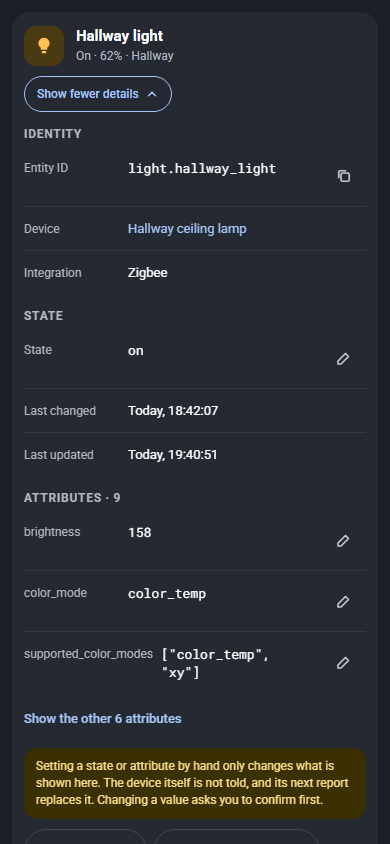 Hallway light
On · 62% · Hallway
Show fewer details
IDENTITY
Entity ID light.hallway_light
Device Hallway ceiling lamp
Integration Zigbee
STATE
State on
Last changed Today, 18:42:07
Last updated Today, 19:40:51
ATTRIBUTES · 9
brightness 158
color_mode color_temp
supported_color_modes ["color_temp",
"xy"]
Show the other 6 attributes
Setting a state or attribute by hand only changes what is
shown here. The device itself is not told, and its next report
replaces it. Changing a value asks you to confirm first.